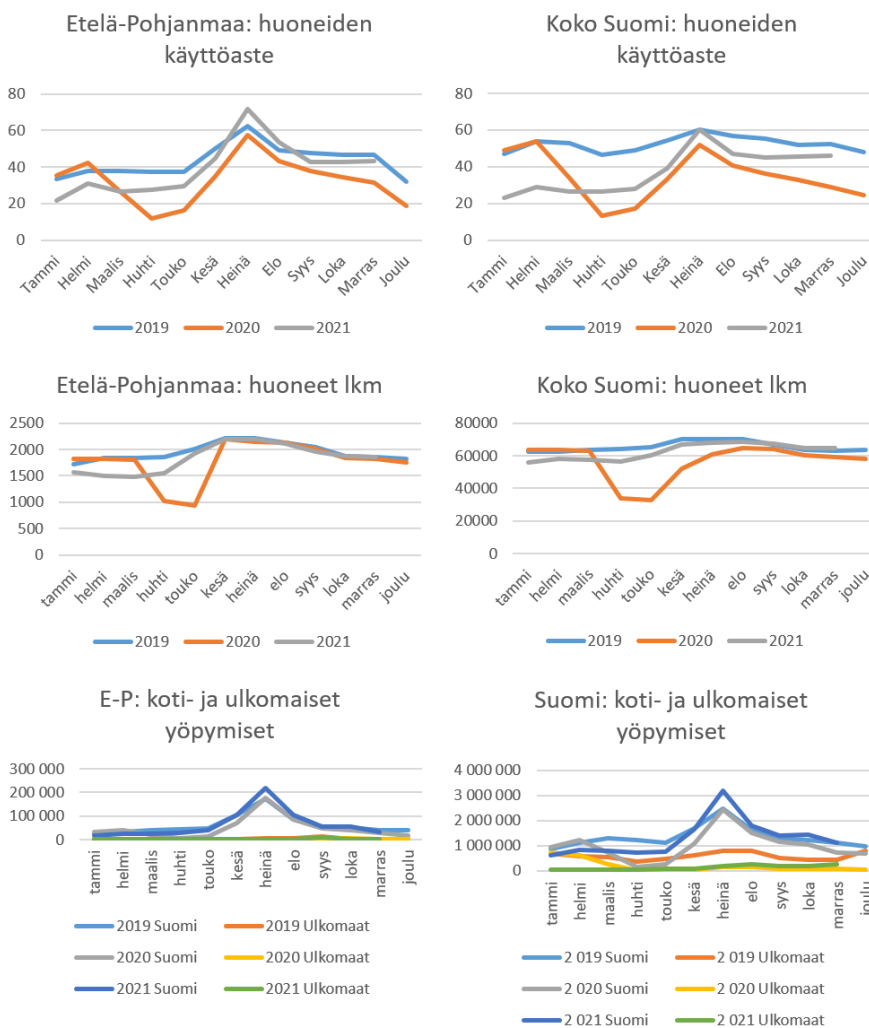 Etelä-Pohjanmaa: huoneiden
käyttöaste
80
60
40
20
0
Tammi
Helmi
Maalis
Huhti
Touko
Kesä
Heinä
Elo
Syys
Loka
Marras
Joulu
2019 2020 2021
Koko Suomi: huoneiden
käyttöaste
80
60
40
20
0
Tammi
Helmi
Maalis
Huhti
Touko
Kesä
Heinä
Elo
Syys
Loka
Marras
Joulu
2019 2020 2021
Etelä-Pohjanmaa: huoneet lkm
2500
2000
1500
1000
500
0
tammi
helmi
maalis
huhti
touko
kesä
heinä
elo
syys
loka
marras
joulu
2019 2020 2021
Koko Suomi: huoneet lkm
80000
60000
40000
20000
0
tammi
helmi
maalis
huhti
touko
kesä
heinä
elo
syys
loka
marras
joulu
2019 2020 2021
E-P: koti- ja ulkomaiset
yöpymiset
300 000
200 000
100 000
0
tammi
helmi
maalis
huhti
touko
kesä
heinä
elo
syys
loka
marras
joulu
2019 Suomi 2019 Ulkomaat
2020 Suomi 2020 Ulkomaat
2021 Suomi 2021 Ulkomaat
Suomi: koti- ja ulkomaiset
yöpymiset
4 000 000
3 000 000
2 000 000
1 000 000
0
tammi
helmi
maalis
huhti
touko
kesä
heinä
elo
syys
loka
marras
joulu
2 019 Suomi 2 019 Ulkomaat
2 020 Suomi 2 020 Ulkomaat
2 021 Suomi 2 021 Ulkomaat